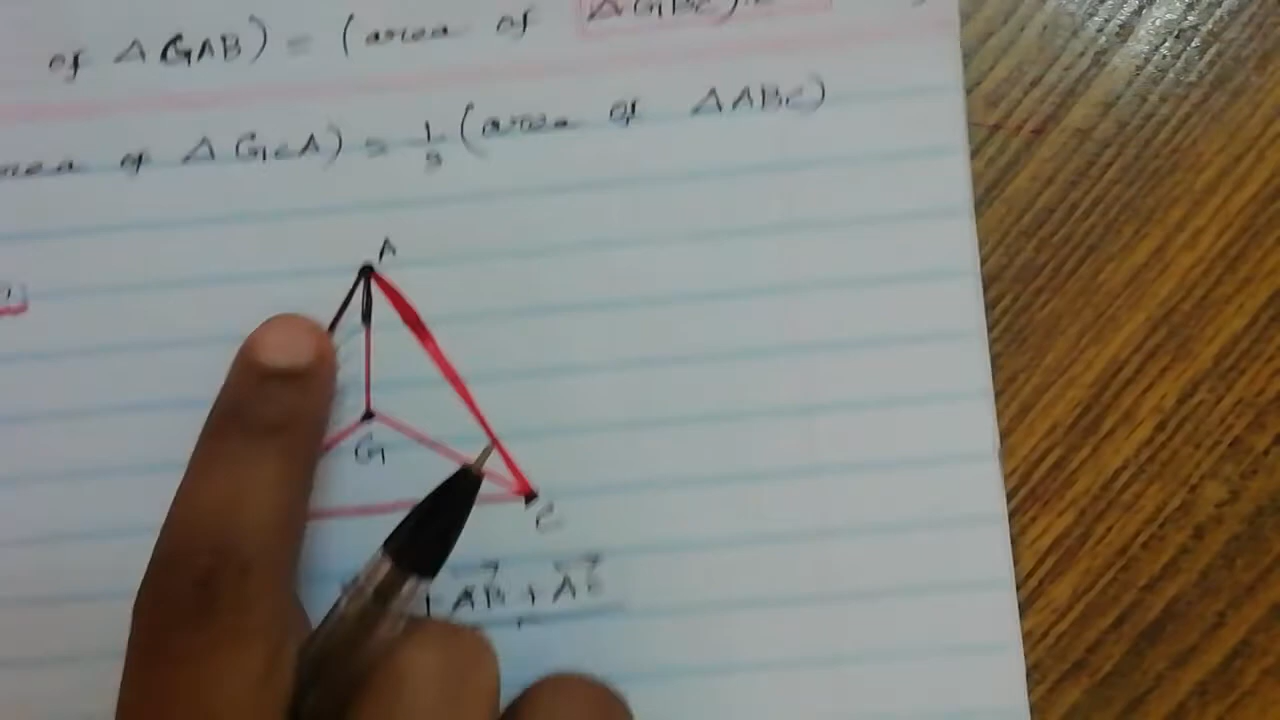 of Δ GAB) = (area of Δ GBC)
area of Δ GCA) = 1/3 (area of Δ ABC)
A
G
C
AB + AC